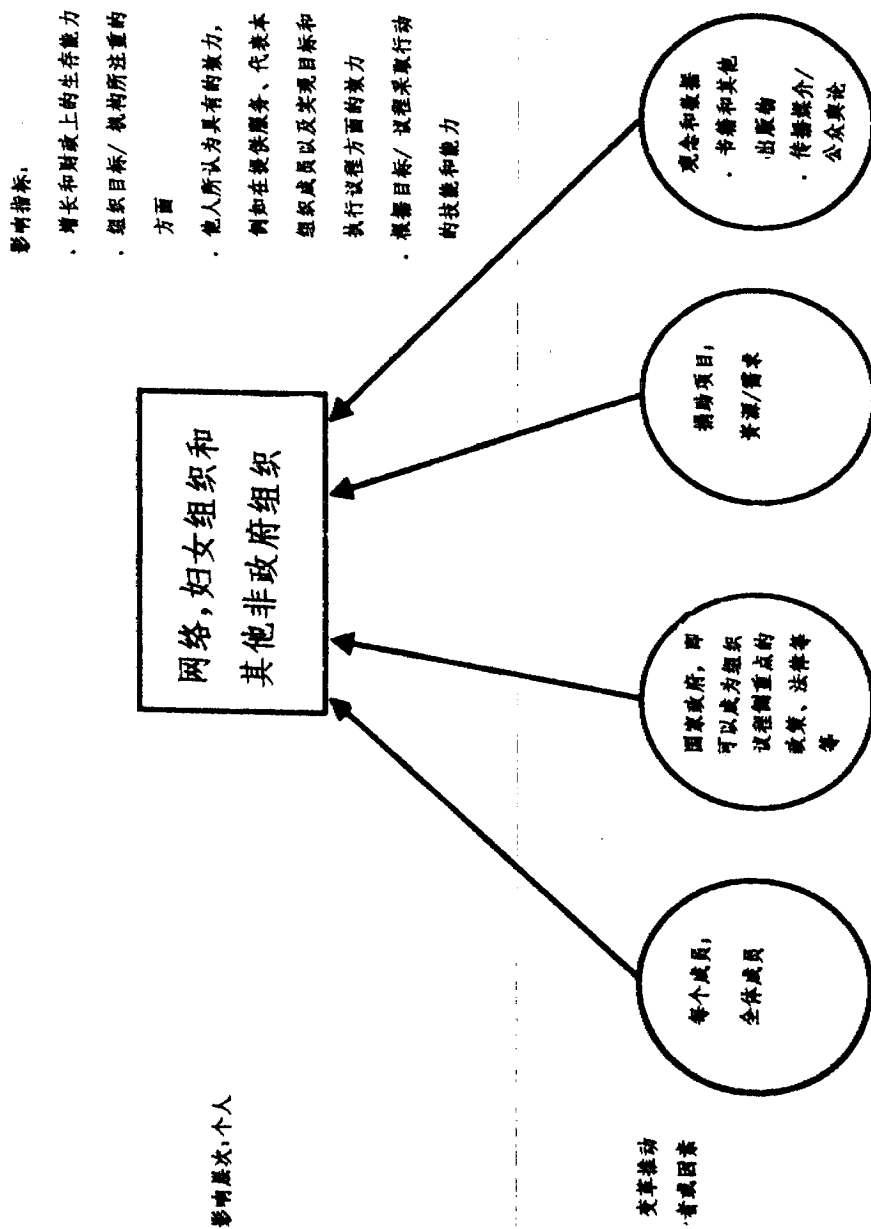 影响指标:
· 增长和财政上的生存能力
· 组织目标/ 机构所注重的
方面
· 他人所认为具有的效力,
例如在提供服务、代表本
组织成员以及实现目标和
执行议程方面的效力
· 根据目标/ 议程采取行动
的技能和能力
影响层次:个人
网络,妇女组织和
其他非政府组织
变革推动
者或因素
每个成员;
全体成员
国家政府,即
可以成为组织
议程侧重点的
政策、法律等
等
捐助项目;
资源/需求
观念和数据
· 书籍和其他
出版物
· 传播媒介/
公众舆论